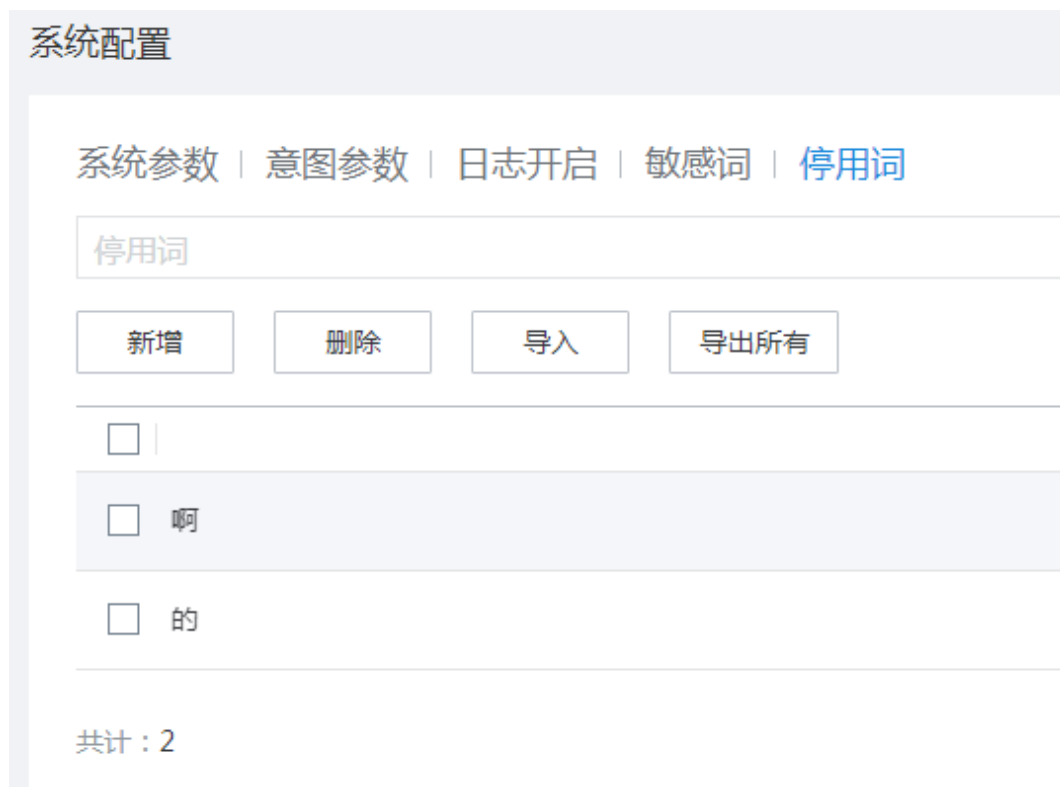 系统配置
系统参数 | 意图参数 | 日志开启 | 敏感词 | 停用词
停用词
新增 删除 导入 导出所有
啊
的
共计：2